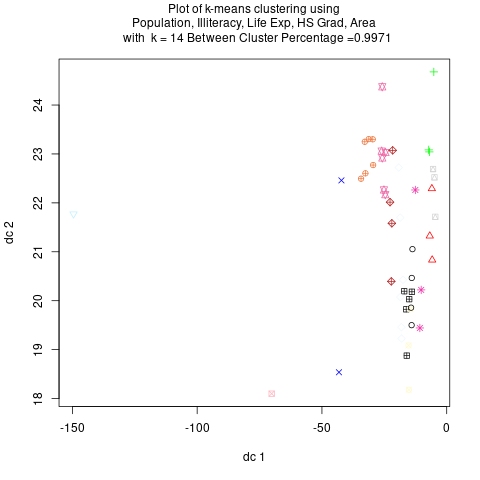 Plot of k-means clustering using
Population, Illiteracy, Life Exp, HS Grad, Area
with k = 14 Between Cluster Percentage =0.9971
24
23
22
21
20
19
18
dc 2
-150
-100
-50
0
dc 1